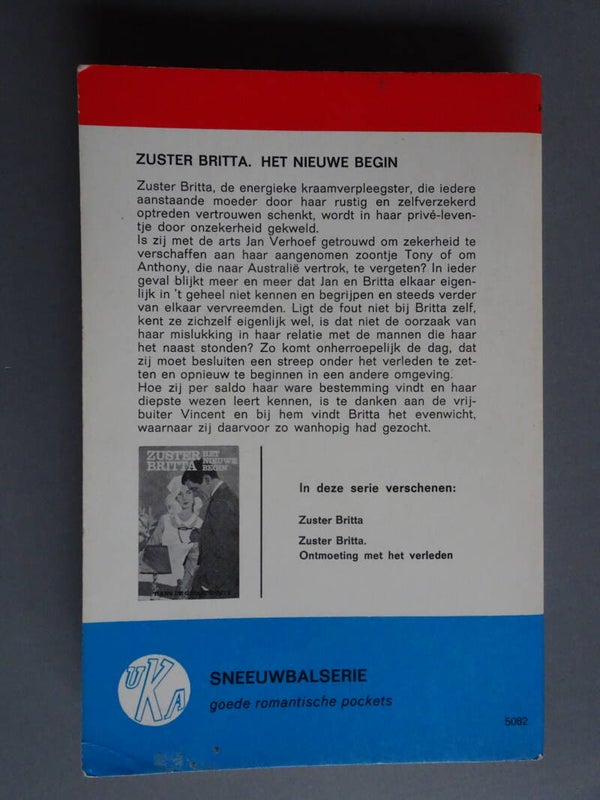 ZUSTER BRITTA. HET NIEUWE BEGIN
Zuster Britta, de energieke kraamverpleegster, die iedere
aanstaande moeder door haar rustig en zelfverzekerd
optreden vertrouwen schenkt, wordt in haar privé-leven-
tje door onzekerheid gekweld.
Is zij met de arts Jan Verhoef getrouwd om zekerheid te
verschaffen aan haar aangenomen zoontje Tony of om
Anthony, die naar Australië vertrok, te vergeten? In ieder
geval blijkt meer en meer dat Jan en Britta elkaar eigen-
lijk in 't geheel niet kennen en begrijpen en steeds verder
van elkaar vervreemden. Ligt de fout niet bij Britta zelf,
kent ze zichzelf eigenlijk wel, is dat niet de oorzaak van
haar mislukking in haar relatie met de mannen die haar
het naast stonden? Zo komt onherroepelijk de dag, dat
zij moet besluiten een streep onder het verleden te zet-
ten en opnieuw te beginnen in een andere omgeving.
Hoe zij per saldo haar ware bestemming vindt en haar
diepste wezen leert kennen, is te danken aan de vrij-
buiter Vincent en bij hem vindt Britta het evenwicht,
waarnaar zij daarvoor zo wanhopig had gezocht.
ZUSTER BRITTA
HET NIEUWE BEGIN
In deze serie verschenen:
Zuster Britta
Zuster Britta.
Ontmoeting met het verleden
UKA
SNEEUWBALSERIE
goede romantische pockets
5082